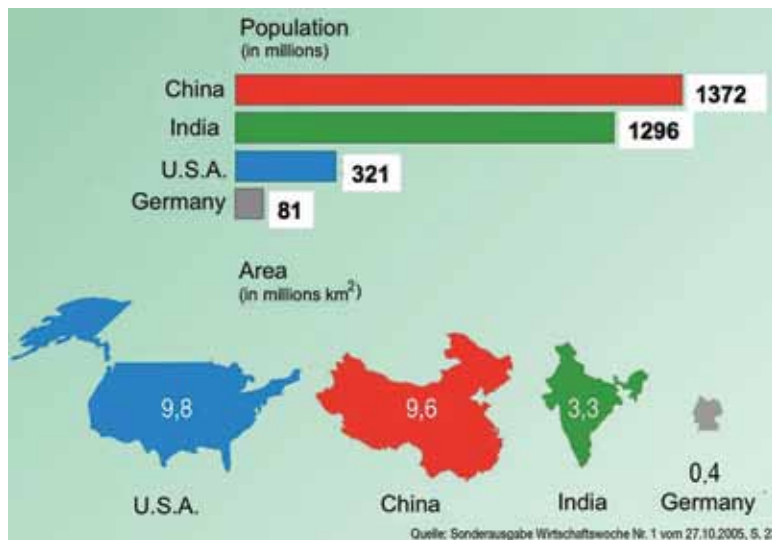 Population
(in millions)
China
1372
India
1296
U.S.A.
321
Germany
81
Area
(in millions km²)
9,8
9,6
3,3
0,4
U.S.A.
China
India
Germany
Quelle: Sonderausgabe Wirtschaftswoche Nr. 1 vom 27.10.2005, S. 2